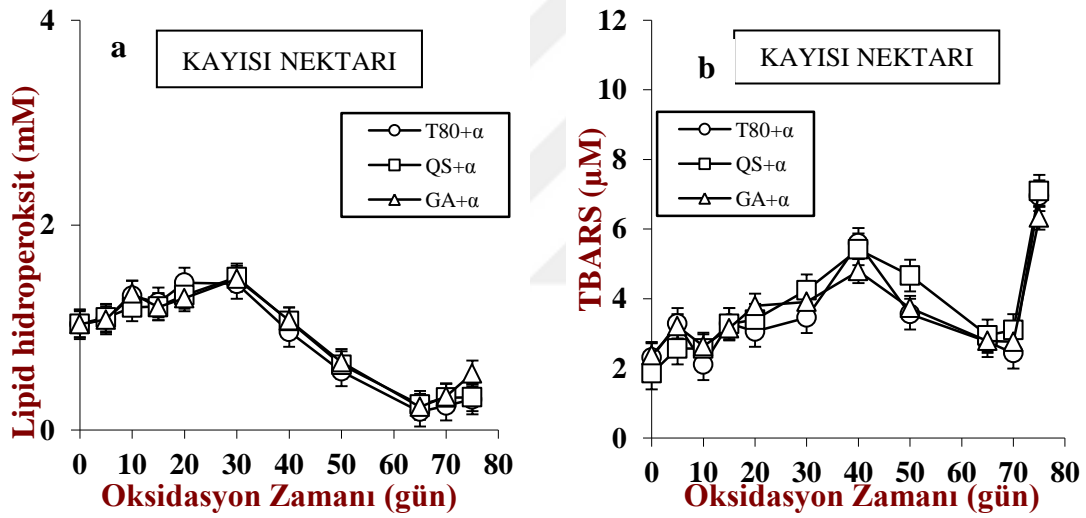 a
KAYISI NEKTARI
T80+α
QS+α
GA+α
Lipid hidroperoksit (mM)
4
2
0
0 10 20 30 40 50 60 70 80
Oksidasyon Zamanı (gün)
b
KAYISI NEKTARI
T80+α
QS+α
GA+α
TBARS (µM)
12
10
8
6
4
2
0
0 10 20 30 40 50 60 70 80
Oksidasyon Zamanı (gün)